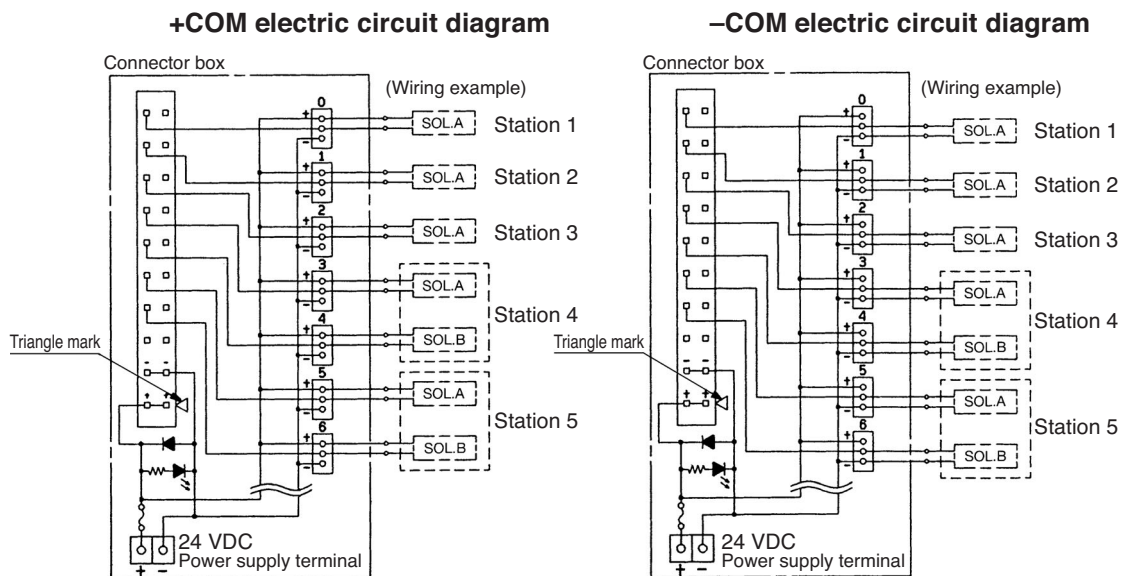 +COM electric circuit diagram
Connector box
(Wiring example)
0
+
–
SOL.A
Station 1
1
+
–
SOL.A
Station 2
2
+
–
SOL.A
Station 3
3
+
–
SOL.A
Station 4
4
+
–
SOL.B
Triangle mark
– –
5
+
–
SOL.A
+ +
Station 5
6
+
–
SOL.B
24 VDC
Power supply terminal
+ –
–COM electric circuit diagram
Connector box
(Wiring example)
0
+
–
SOL.A
Station 1
1
+
–
SOL.A
Station 2
2
+
–
SOL.A
Station 3
3
+
–
SOL.A
Station 4
4
+
–
SOL.B
Triangle mark
– –
5
+
–
SOL.A
+ +
Station 5
6
+
–
SOL.B
24 VDC
Power supply terminal
+ –